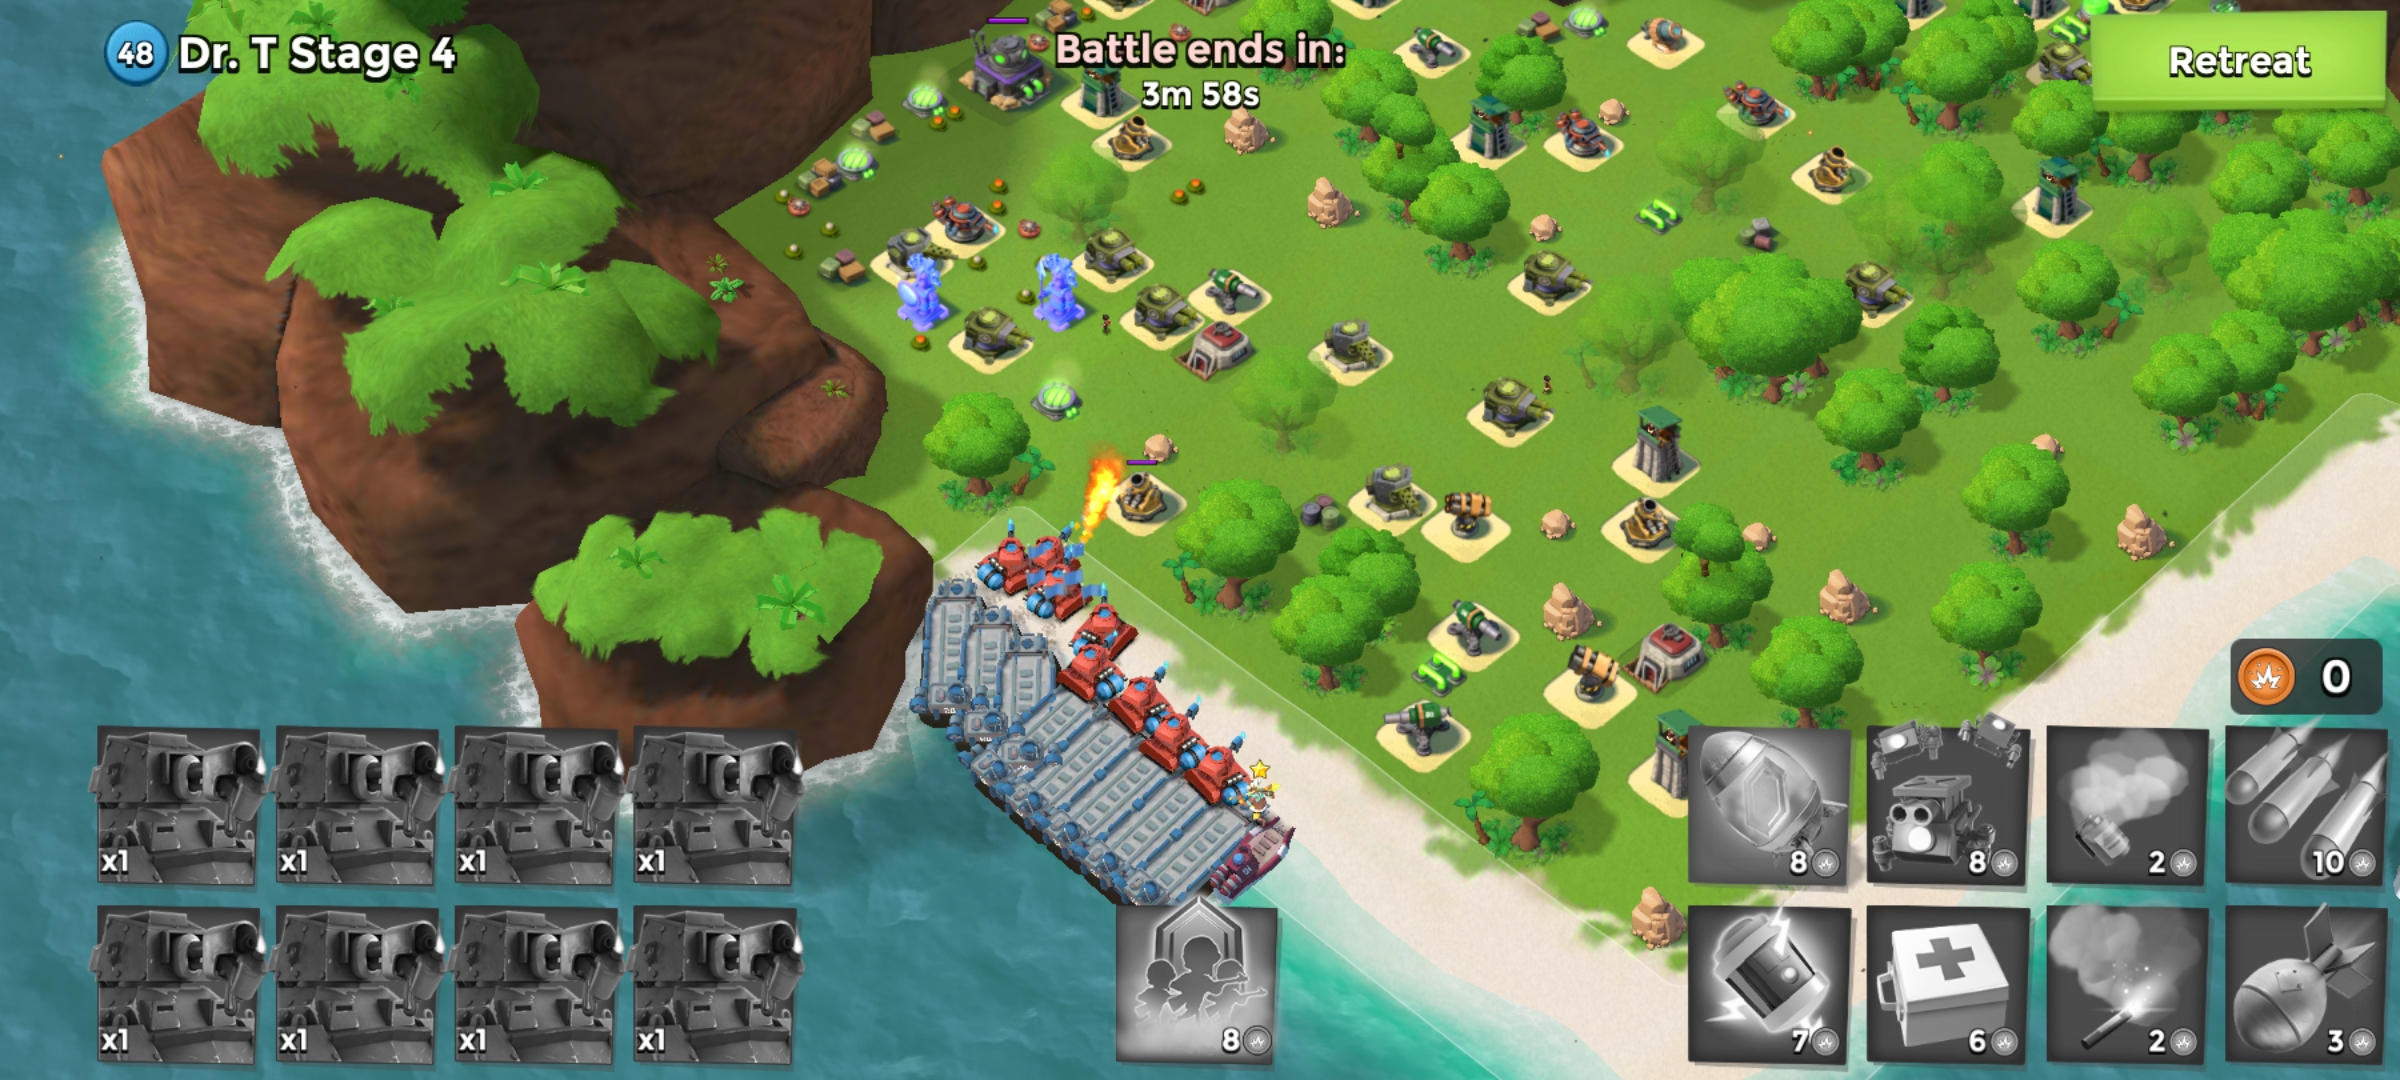 48 Dr. T Stage 4
Battle ends in:
3m 58s
Retreat
0
x1 x1 x1 x1
8 8 2 10
x1 x1 x1 x1
8
7 6 2 3